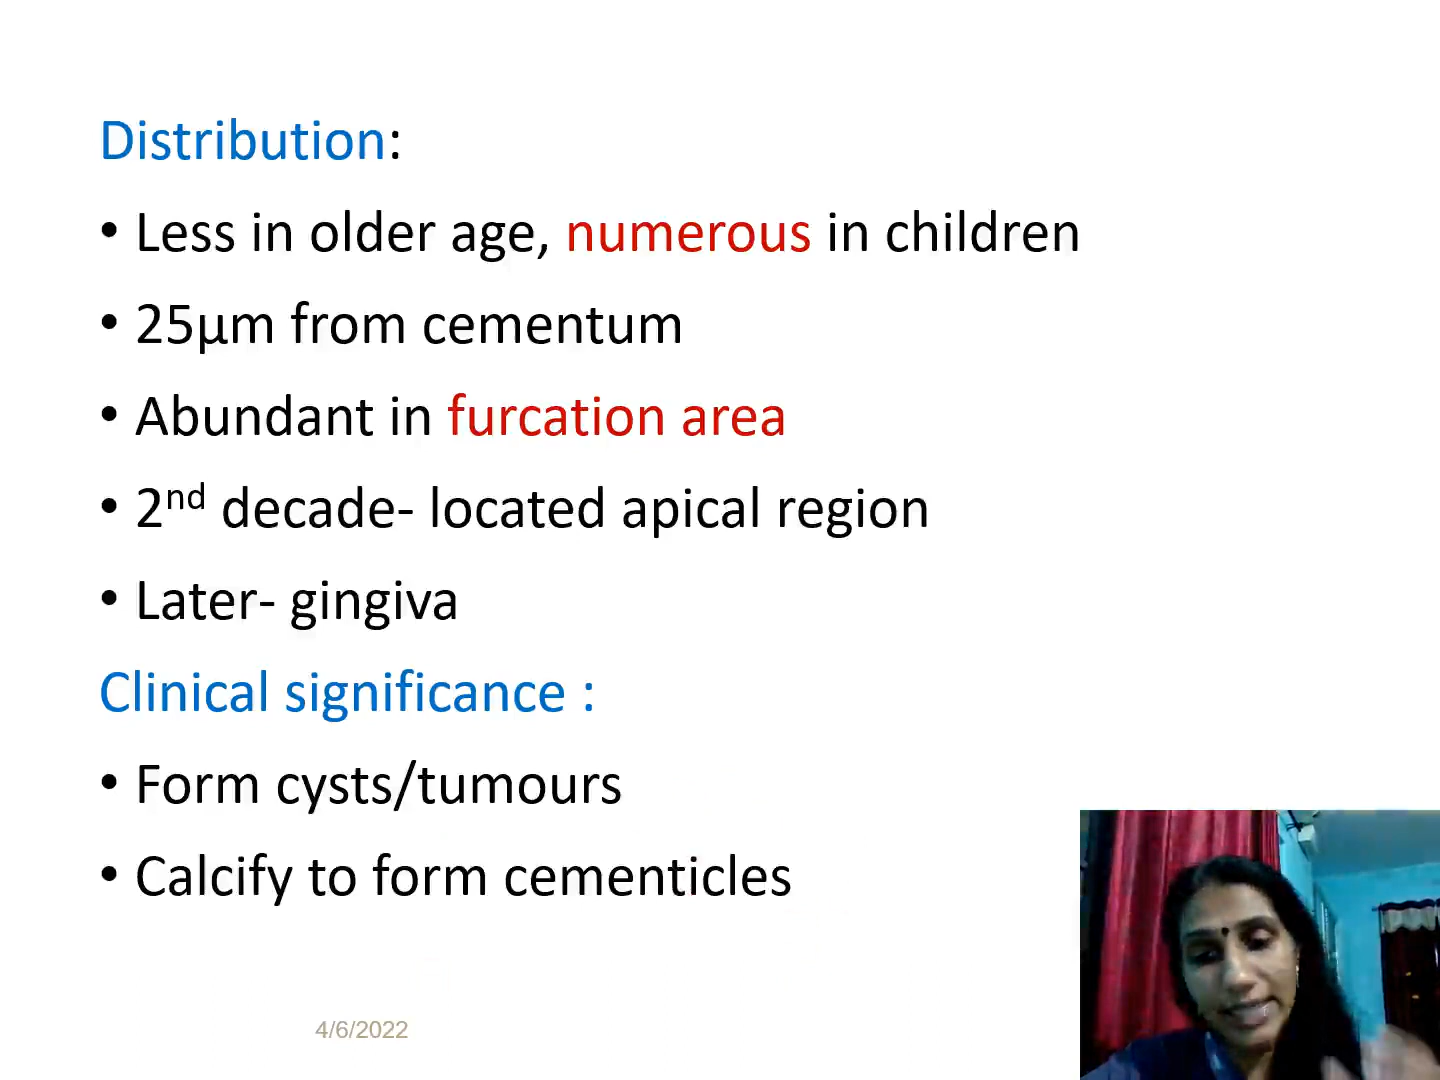 Distribution:
• Less in older age, numerous in children
• 25µm from cementum
• Abundant in furcation area
• 2nd decade- located apical region
• Later- gingiva
Clinical significance :
• Form cysts/tumours
• Calcify to form cementicles
4/6/2022